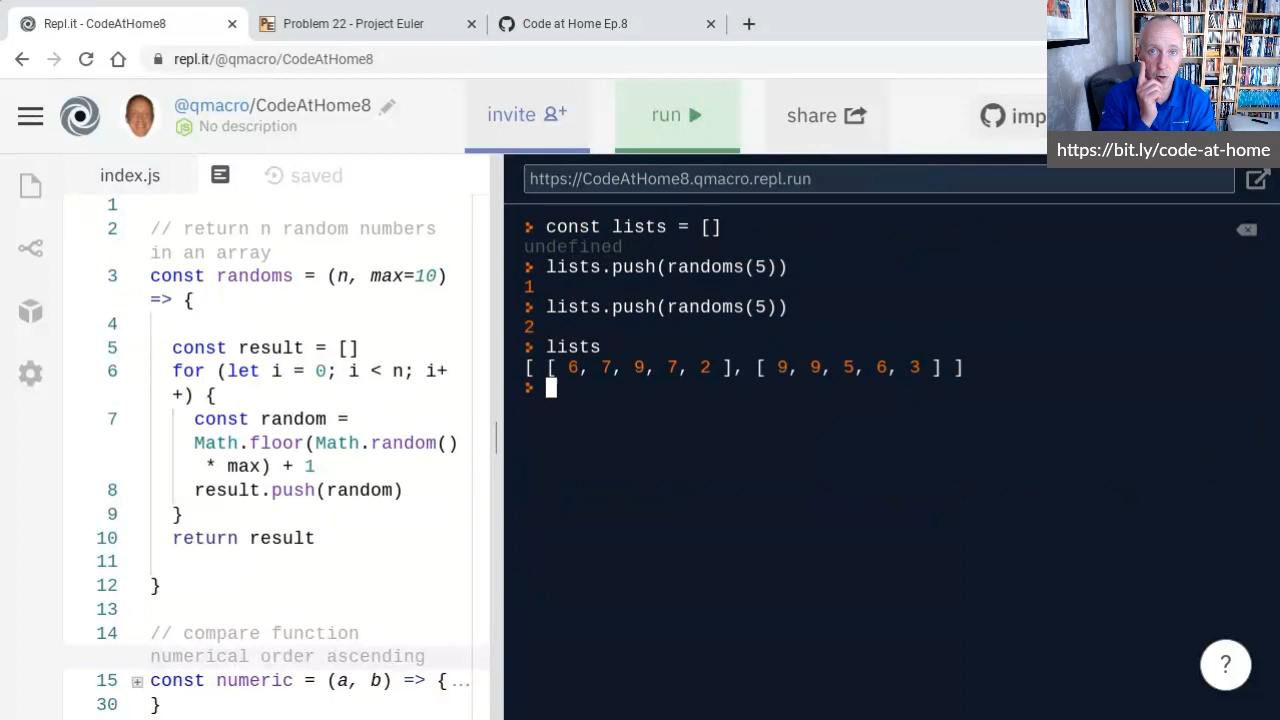 Repl.it - CodeAtHome8
Problem 22 - Project Euler
Code at Home Ep.8
repl.it/@qmacro/CodeAtHome8
@qmacro/CodeAtHome8
No description
invite
run
share
imp
https://bit.ly/code-at-home
index.js
saved
https://CodeAtHome8.qmacro.repl.run
1
2 // return n random numbers
in an array
3 const randoms = (n, max=10)
=> {
4
5 const result = []
6 for (let i = 0; i < n; i+
+) {
7 const random =
Math.floor(Math.random()
* max) + 1
8 result.push(random)
9 }
10 return result
11
12 }
13
14 // compare function
numerical order ascending
15 const numeric = (a, b) => {...
30 }
const lists = []
undefined
lists.push(randoms(5))
1
lists.push(randoms(5))
2
lists
[ [ 6, 7, 9, 7, 2 ], [ 9, 9, 5, 6, 3 ] ]
?